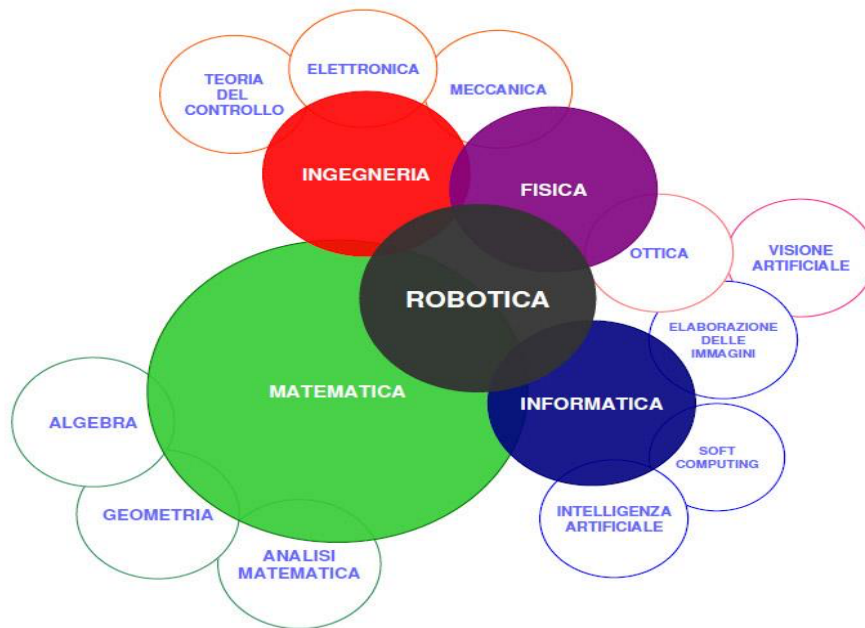 TEORIA
DEL
CONTROLLO
ELETTRONICA
MECCANICA
INGEGNERIA
FISICA
OTTICA
VISIONE
ARTIFICIALE
ROBOTICA
ELABORAZIONE
DELLE
IMMAGINI
MATEMATICA
INFORMATICA
ALGEBRA
SOFT
COMPUTING
GEOMETRIA
INTELLIGENZA
ARTIFICIALE
ANALISI
MATEMATICA